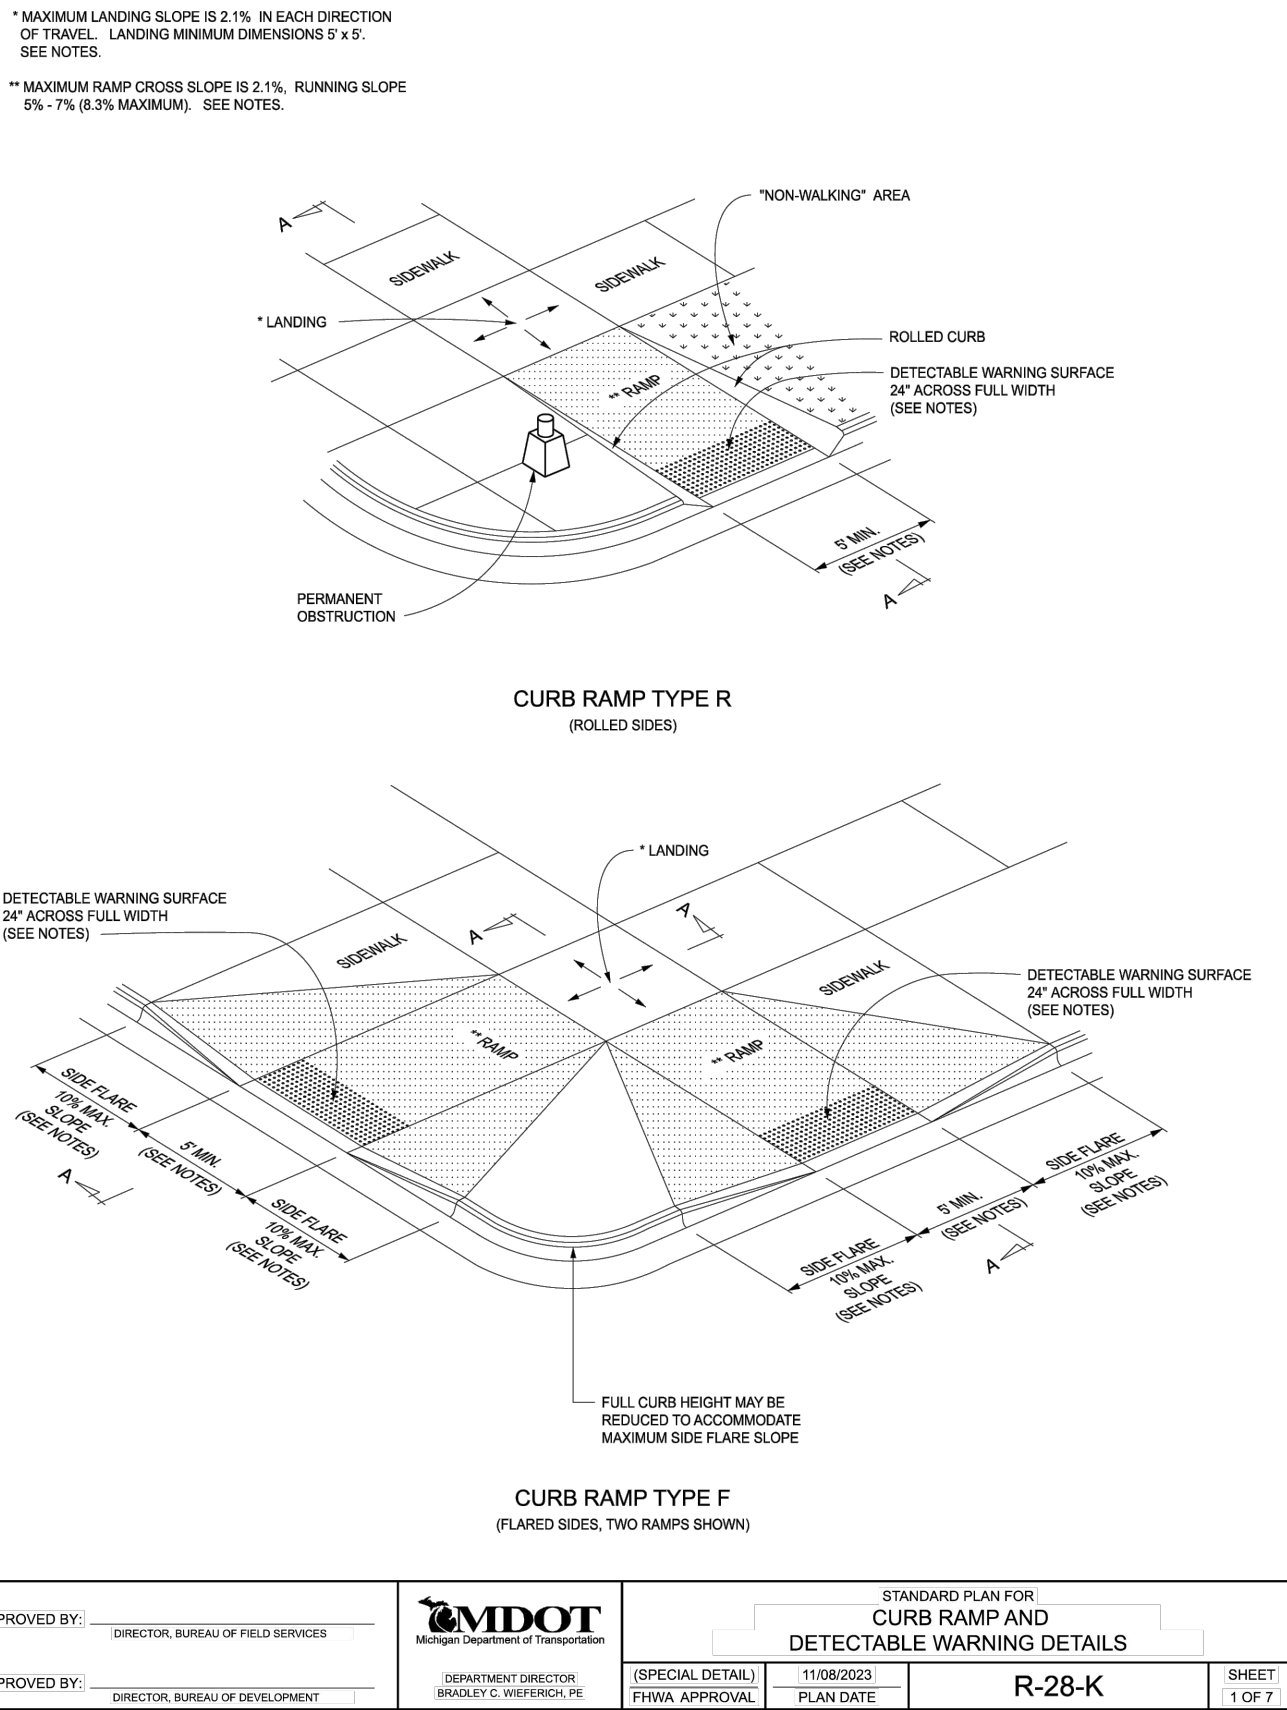 * MAXIMUM LANDING SLOPE IS 2.1% IN EACH DIRECTION
OF TRAVEL. LANDING MINIMUM DIMENSIONS 5' x 5'.
SEE NOTES.
** MAXIMUM RAMP CROSS SLOPE IS 2.1%, RUNNING SLOPE
5% - 7% (8.3% MAXIMUM). SEE NOTES.
"NON-WALKING" AREA
A
SIDEWALK
SIDEWALK
* LANDING
ROLLED CURB
DETECTABLE WARNING SURFACE
24" ACROSS FULL WIDTH
(SEE NOTES)
** RAMP
5' MIN.
(SEE NOTES)
A
PERMANENT
OBSTRUCTION
CURB RAMP TYPE R
(ROLLED SIDES)
* LANDING
DETECTABLE WARNING SURFACE
24" ACROSS FULL WIDTH
(SEE NOTES)
A
A
SIDEWALK
SIDEWALK
DETECTABLE WARNING SURFACE
24" ACROSS FULL WIDTH
(SEE NOTES)
** RAMP
** RAMP
SIDE FLARE
10% MAX.
SLOPE
(SEE NOTES)
5' MIN.
(SEE NOTES)
A
SIDE FLARE
10% MAX.
SLOPE
(SEE NOTES)
SIDE FLARE
10% MAX.
SLOPE
(SEE NOTES)
5' MIN.
(SEE NOTES)
A
SIDE FLARE
10% MAX.
SLOPE
(SEE NOTES)
FULL CURB HEIGHT MAY BE
REDUCED TO ACCOMMODATE
MAXIMUM SIDE FLARE SLOPE
CURB RAMP TYPE F
(FLARED SIDES, TWO RAMPS SHOWN)
PROVED BY:
DIRECTOR, BUREAU OF FIELD SERVICES
PROVED BY:
DIRECTOR, BUREAU OF DEVELOPMENT
MDOT
Michigan Department of Transportation
DEPARTMENT DIRECTOR
BRADLEY C. WIEFERICH, PE
STANDARD PLAN FOR
CURB RAMP AND
DETECTABLE WARNING DETAILS
(SPECIAL DETAIL)
FHWA APPROVAL
11/08/2023
PLAN DATE
R-28-K
SHEET
1 OF 7